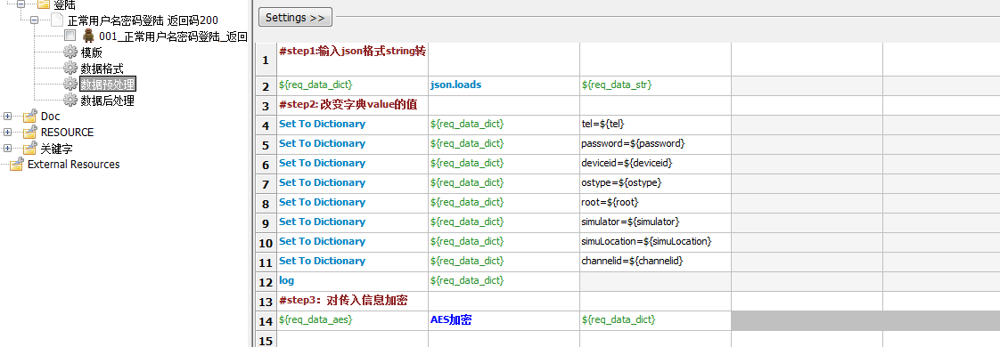 登陆
正常用户名密码登陆 返回码200
001_正常用户名密码登陆_返回
模版
数据格式
数据预处理
数据后处理
Doc
RESOURCE
关键字
External Resources
Settings >>
1 #step1:输入json格式string转
2 ${req_data_dict} json.loads ${req_data_str}
3 #step2: 改变字典value的值
4 Set To Dictionary ${req_data_dict} tel=${tel}
5 Set To Dictionary ${req_data_dict} password=${password}
6 Set To Dictionary ${req_data_dict} deviceid=${deviceid}
7 Set To Dictionary ${req_data_dict} ostype=${ostype}
8 Set To Dictionary ${req_data_dict} root=${root}
9 Set To Dictionary ${req_data_dict} simulator=${simulator}
10 Set To Dictionary ${req_data_dict} simuLocation=${simuLocation}
11 Set To Dictionary ${req_data_dict} channelid=${channelid}
12 log ${req_data_dict}
13 #step3：对传入信息加密
14 ${req_data_aes} AES加密 ${req_data_dict}
15